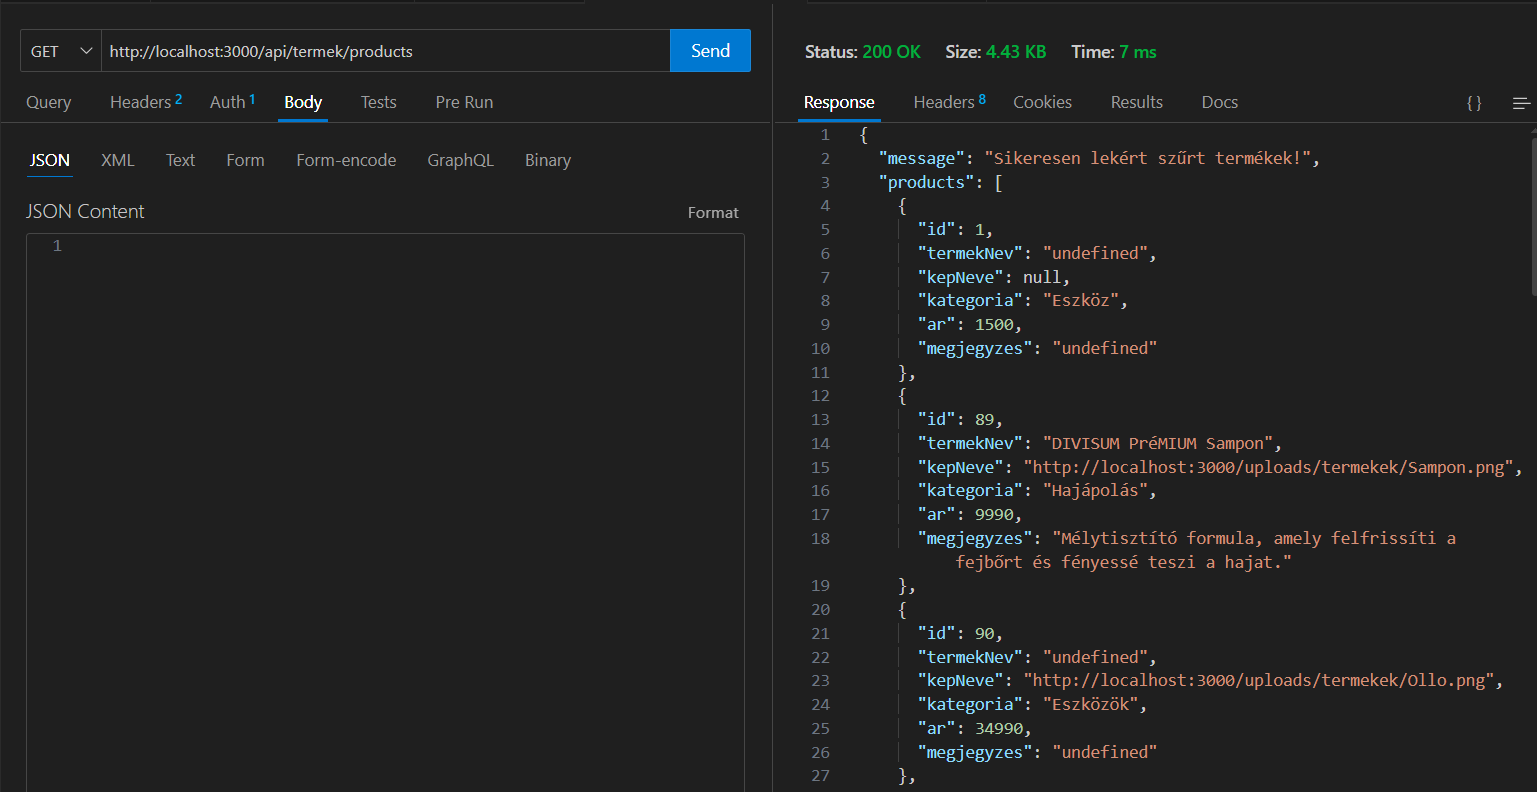 GET http://localhost:3000/api/termek/products Send
Query Headers 2 Auth 1 Body Tests Pre Run
JSON XML Text Form Form-encode GraphQL Binary
JSON Content Format
1
Status: 200 OK Size: 4.43 KB Time: 7 ms
Response Headers 8 Cookies Results Docs { }
1 {
2 "message": "Sikeresen lekért szűrt termékek!",
3 "products": [
4 {
5 "id": 1,
6 "termekNev": "undefined",
7 "kepNeve": null,
8 "kategoria": "Eszköz",
9 "ar": 1500,
10 "megjegyzes": "undefined"
11 },
12 {
13 "id": 89,
14 "termekNev": "DIVISUM PréMIUM Sampon",
15 "kepNeve": "http://localhost:3000/uploads/termekek/Sampon.png",
16 "kategoria": "Hajápolás",
17 "ar": 9990,
18 "megjegyzes": "Mélytisztító formula, amely felfrissíti a
fejbőrt és fényessé teszi a hajat."
19 },
20 {
21 "id": 90,
22 "termekNev": "undefined",
23 "kepNeve": "http://localhost:3000/uploads/termekek/Ollo.png",
24 "kategoria": "Eszközök",
25 "ar": 34990,
26 "megjegyzes": "undefined"
27 },